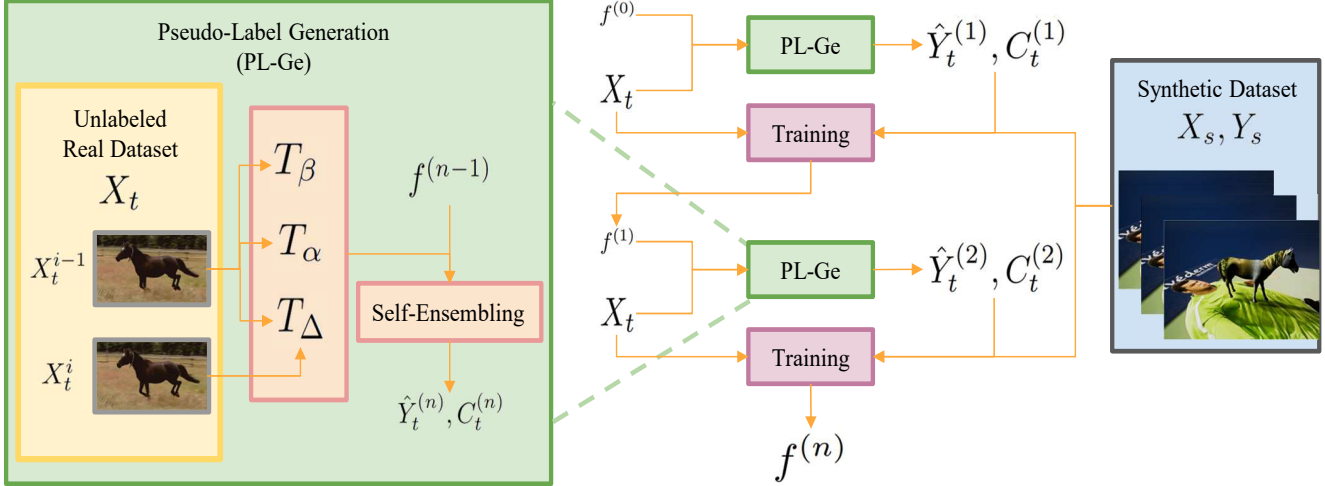 Pseudo-Label Generation
(PL-Ge)
Unlabeled
Real Dataset
X_t
X_t^{i-1}
X_t^i
T_β
T_α
T_Δ
f^{(n-1)}
Self-Ensembling
Ŷ_t^{(n)}, C_t^{(n)}
f^{(0)}
X_t
PL-Ge
Ŷ_t^{(1)}, C_t^{(1)}
Training
f^{(1)}
X_t
PL-Ge
Ŷ_t^{(2)}, C_t^{(2)}
Training
f^{(n)}
Synthetic Dataset
X_s, Y_s